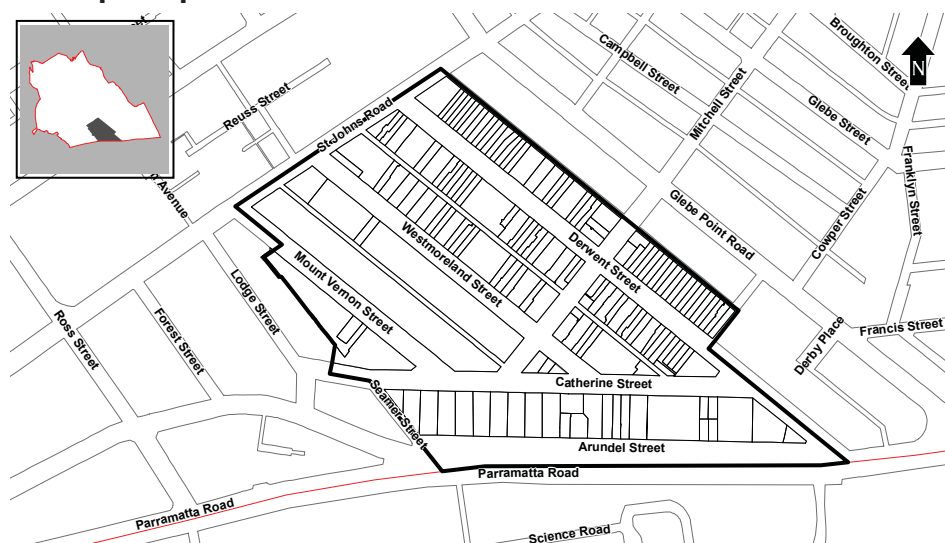 Broughton Street
Campbell Street
N
Mitchell Street
Glebe Street
Reuss Street
St Johns Road
Franklyn Street
Avenue
Glebe Point Road
Cowper Street
Westmoreland Street
Derwent Street
Mount Vernon Street
Lodge Street
Ross Street
Forest Street
Derby Place
Francis Street
Catherine Street
Seamer Street
Arundel Street
Parramatta Road
Parramatta Road
Science Road